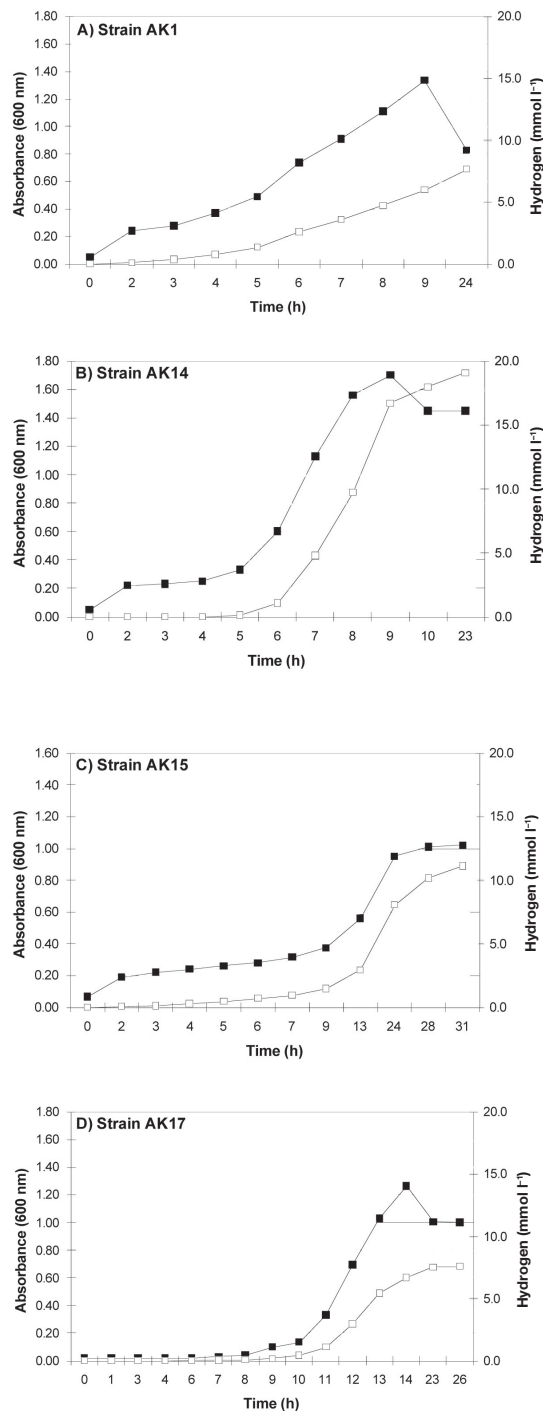 A) Strain AK1
Absorbance (600 nm)
1.80
1.60
1.40
1.20
1.00
0.80
0.60
0.40
0.20
0.00
20.0
15.0
10.0
5.0
0.0
Hydrogen (mmol l⁻¹)
0 2 3 4 5 6 7 8 9 24
Time (h)
B) Strain AK14
Absorbance (600 nm)
1.80
1.60
1.40
1.20
1.00
0.80
0.60
0.40
0.20
0.00
20.0
15.0
10.0
5.0
0.0
Hydrogen (mmol l⁻¹)
0 2 3 4 5 6 7 8 9 10 23
Time (h)
C) Strain AK15
Absorbance (600 nm)
1.60
1.40
1.20
1.00
0.80
0.60
0.40
0.20
0.00
20.0
15.0
10.0
5.0
0.0
Hydrogen (mmol l⁻¹)
0 2 3 4 5 6 7 9 13 24 28 31
Time (h)
D) Strain AK17
Absorbance (600 nm)
1.80
1.60
1.40
1.20
1.00
0.80
0.60
0.40
0.20
0.00
20.0
15.0
10.0
5.0
0.0
Hydrogen (mmol l⁻¹)
0 1 3 4 6 7 8 9 10 11 12 13 14 23 26
Time (h)